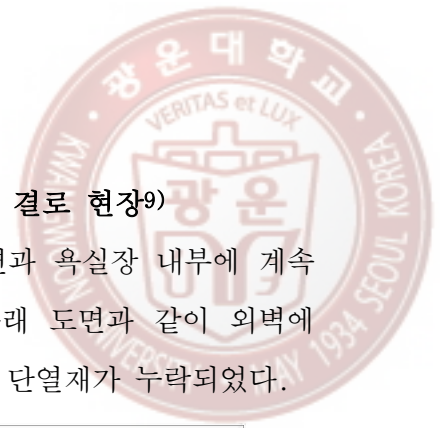 광운대학교
VERITAS et LUX
광운
결로 현장9)
면과 욕실장 내부에 계속
래 도면과 같이 외벽에
단열재가 누락되었다.
1934 SEOUL KOREA